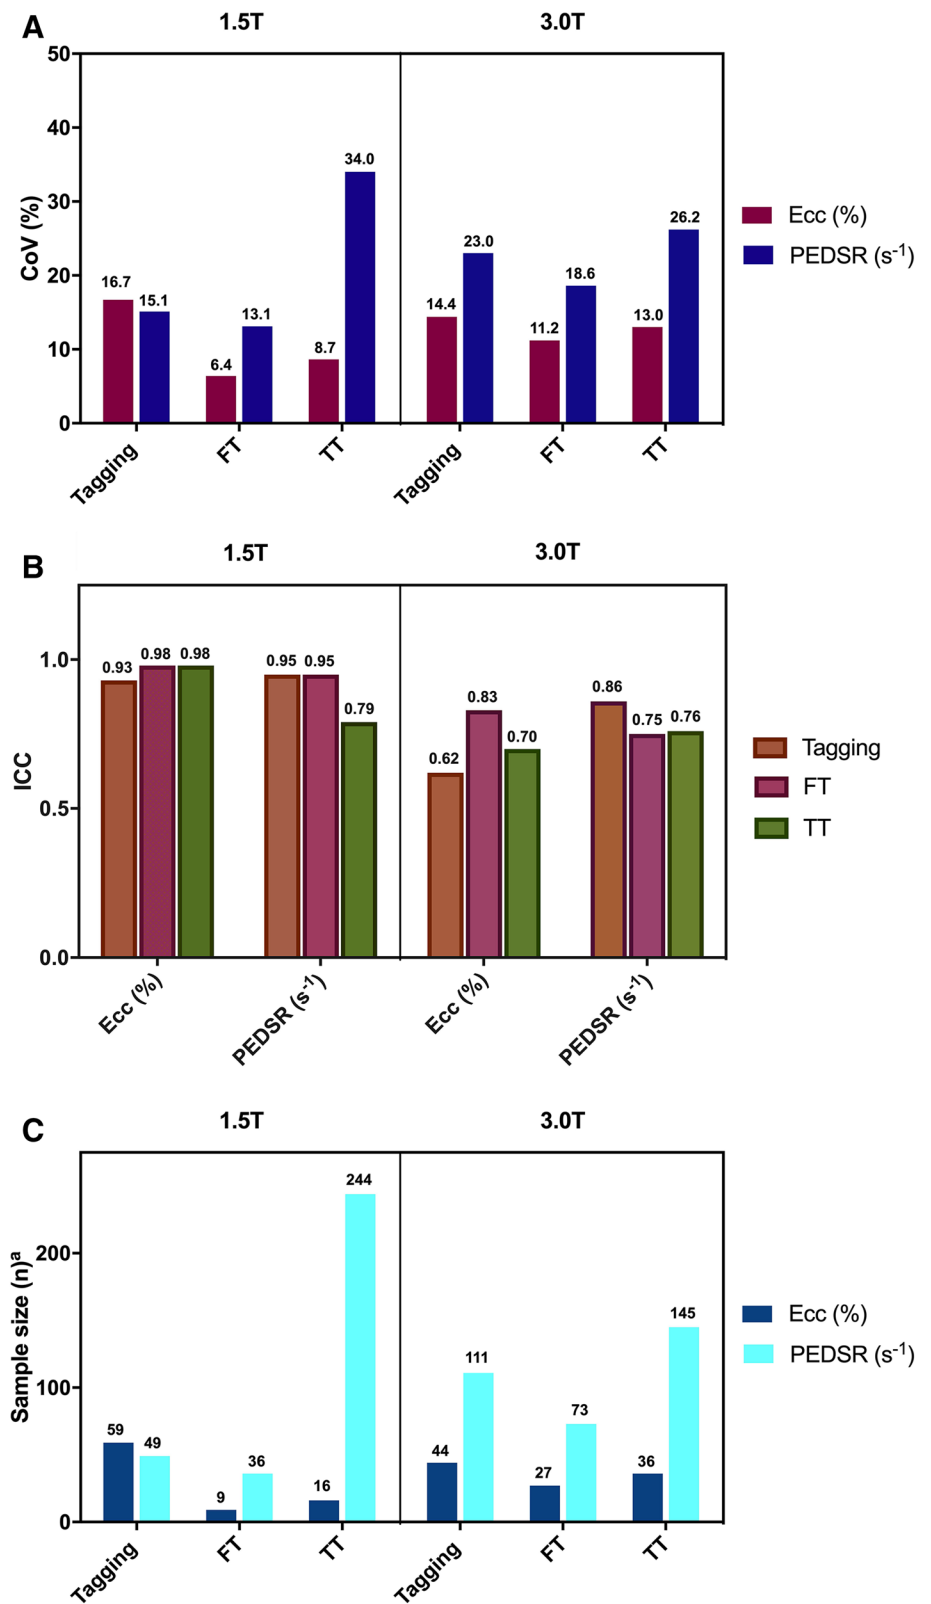 A
1.5T 3.0T
CoV (%)
50
40
30
20
10
0
16.7 15.1 6.4 13.1 8.7 34.0 14.4 23.0 11.2 18.6 13.0 26.2
Tagging FT TT Tagging FT TT
Ecc (%)
PEDSR (s⁻¹)
B
1.5T 3.0T
ICC
1.0
0.5
0.0
0.93 0.98 0.98 0.95 0.95 0.79 0.62 0.83 0.70 0.86 0.75 0.76
Ecc (%) PEDSR (s⁻¹) Ecc (%) PEDSR (s⁻¹)
Tagging
FT
TT
C
1.5T 3.0T
Sample size (n)ᵃ
200
100
0
59 49 9 36 16 244 44 111 27 73 36 145
Tagging FT TT Tagging FT TT
Ecc (%)
PEDSR (s⁻¹)